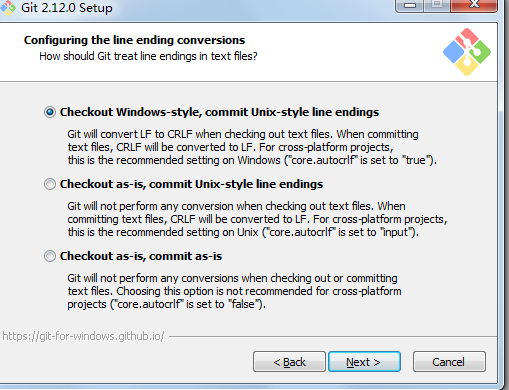 Git 2.12.0 Setup
Configuring the line ending conversions
How should Git treat line endings in text files?
Checkout Windows-style, commit Unix-style line endings
Git will convert LF to CRLF when checking out text files. When committing
text files, CRLF will be converted to LF. For cross-platform projects,
this is the recommended setting on Windows ("core.autocrlf" is set to "true").
Checkout as-is, commit Unix-style line endings
Git will not perform any conversion when checking out text files. When
committing text files, CRLF will be converted to LF. For cross-platform projects,
this is the recommended setting on Unix ("core.autocrlf" is set to "input").
Checkout as-is, commit as-is
Git will not perform any conversions when checking out or committing
text files. Choosing this option is not recommended for cross-platform
projects ("core.autocrlf" is set to "false").
https://git-for-windows.github.io/
< Back
Next >
Cancel